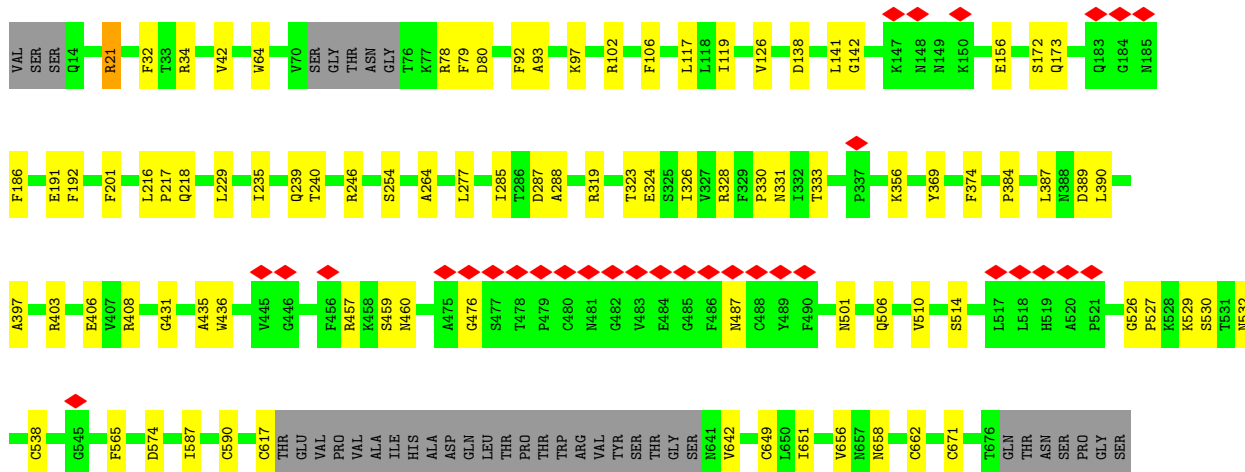 VAL SER SER Q14 R21 F32 T33 R34 V42 W64 V70 SER GLY THR ASN GLY T76 K77 R78 F79 D80 F92 A93 K97 R102 F106 L117 L118 I119 V126 D138 L141 G142 K147 N148 N149 K150 E156 S172 Q173 Q183 G184 N185
F186 E191 F192 F201 L216 P217 Q218 L229 I235 Q239 T240 R246 S254 A264 L277 I285 T286 D287 A288 R319 T323 E324 S325 I326 V327 R328 F329 P330 N331 I332 T333 P337 K356 Y369 F374 P384 L387 N388 D389 L390
A397 R403 E406 V407 R408 G431 A435 W436 V445 G446 F456 R457 K458 S459 N460 A475 G476 S477 T478 P479 C480 N481 G482 V483 E484 G485 F486 N487 C488 Y489 F490 N501 Q506 V510 S514 L517 L518 H519 A520 P521 G526 P527 K528 K529 S530 T531 N532
C538 G545 F565 D574 I587 C590 C617 THR GLU VAL PRO VAL ALA ILE HIS ALA ASP GLN LEU THR PRO THR TRP ARG VAL TYR SER THR GLY SER N641 V642 C649 L650 I651 V656 N657 N658 C662 C671 T676 GLN THR ASN SER PRO GLY SER